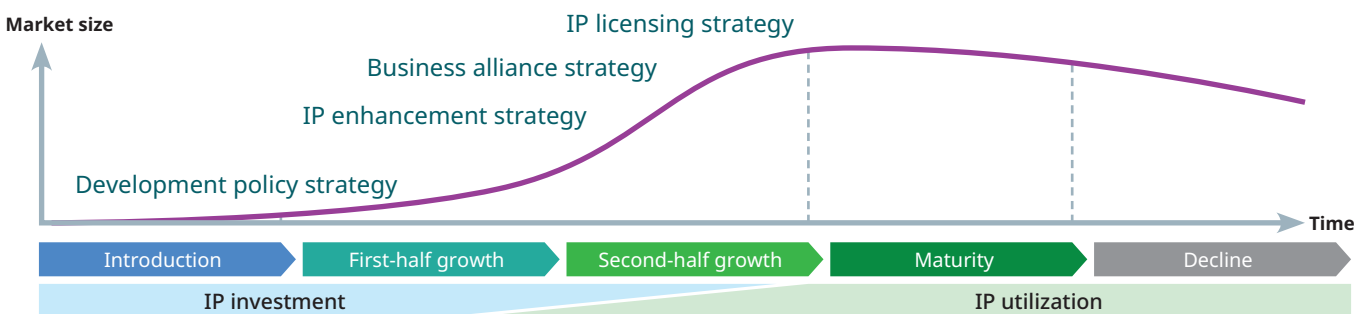 Market size
IP licensing strategy
Business alliance strategy
IP enhancement strategy
Development policy strategy
Time
Introduction
First-half growth
Second-half growth
Maturity
Decline
IP investment
IP utilization